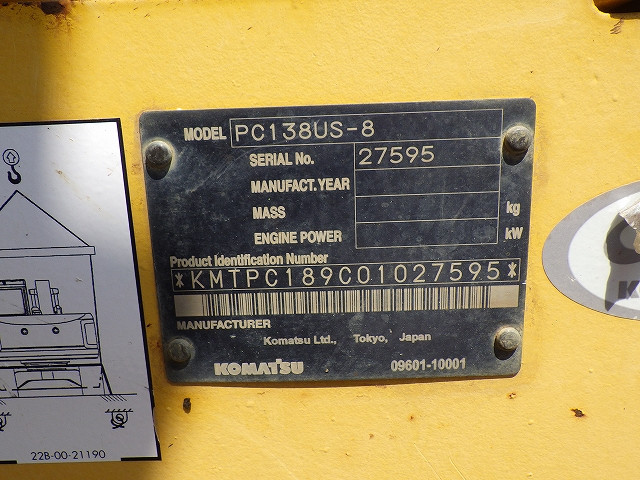 MODEL PC138US-8
SERIAL No. 27595
MANUFACT. YEAR
MASS kg
ENGINE POWER kW
Product Identification Number
*KMTPC189C01027595*
MANUFACTURER
Komatsu Ltd., Tokyo, Japan
KOMATSU 09601-10001
22B-00-21190
K